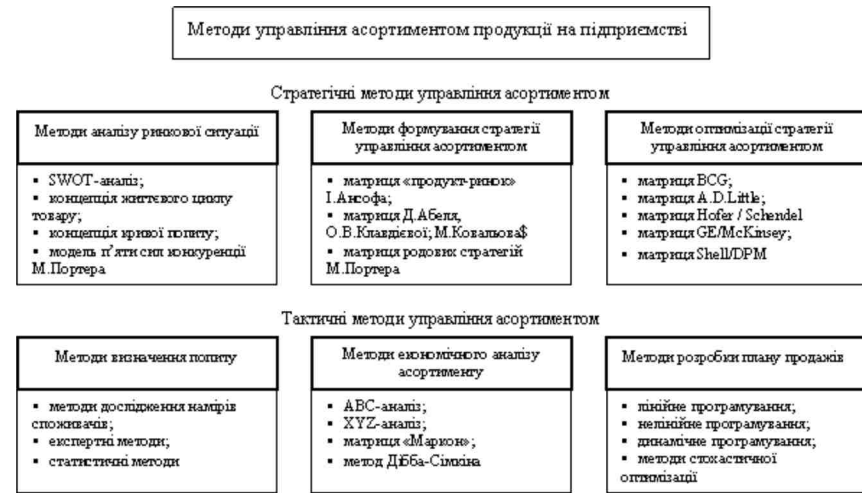 Методи управління асортиментом продукції на підприємстві
Стратегічні методи управління асортиментом
Методи аналізу ринкової ситуації
▪ SWOT-аналіз;
▪ концепція життєвого циклу
товару;
▪ концепція кривої попиту;
▪ модель п’яти сил конкуренції
М.Портера
Методи формування стратегії
управління асортиментом
▪ матриця «продукт-ринок»
І.Ансофа;
▪ матриця Д.Абеля,
О.В.Клавдієвої; М.Ковальова$
▪ матриця родових стратегій
М.Портера
Методи оптимізації стратегії
управління асортиментом
▪ матриця BCG;
▪ матриця A.D.Little;
▪ матриця Hofer / Schendel
▪ матриця GE/McKinsey;
▪ матриця Shell/DPM
Тактичні методи управління асортиментом
Методи визначення попиту
▪ методи дослідження намірів
споживачів;
▪ експертні методи;
▪ статистичні методи
Методи економічного аналізу
асортименту
▪ ABC-аналіз;
▪ XYZ-аналіз;
▪ матриця «Маркон»;
▪ метод Дібба-Сімкіна
Методи розробки плану продажів
▪ лінійне програмування;
▪ нелінійне програмування;
▪ динамічне програмування;
▪ методи стохастичної
оптимізації